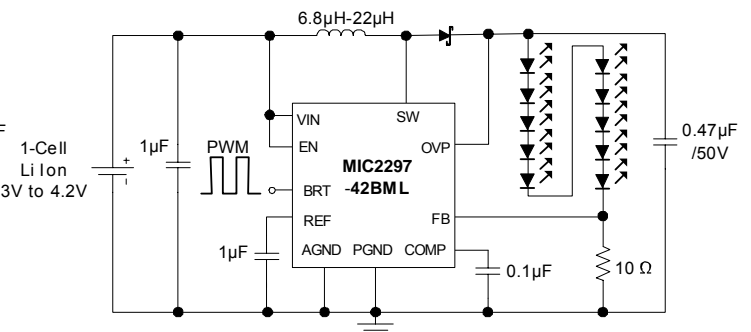 6.8µH-22µH
F
1-Cell
Li Ion
3V to 4.2V
1µF
PWM
VIN
SW
EN
OVP
MIC2297
-42BML
BRT
REF
FB
1µF
AGND PGND COMP
0.1µF
10 Ω
0.47µF
/50V
+
-